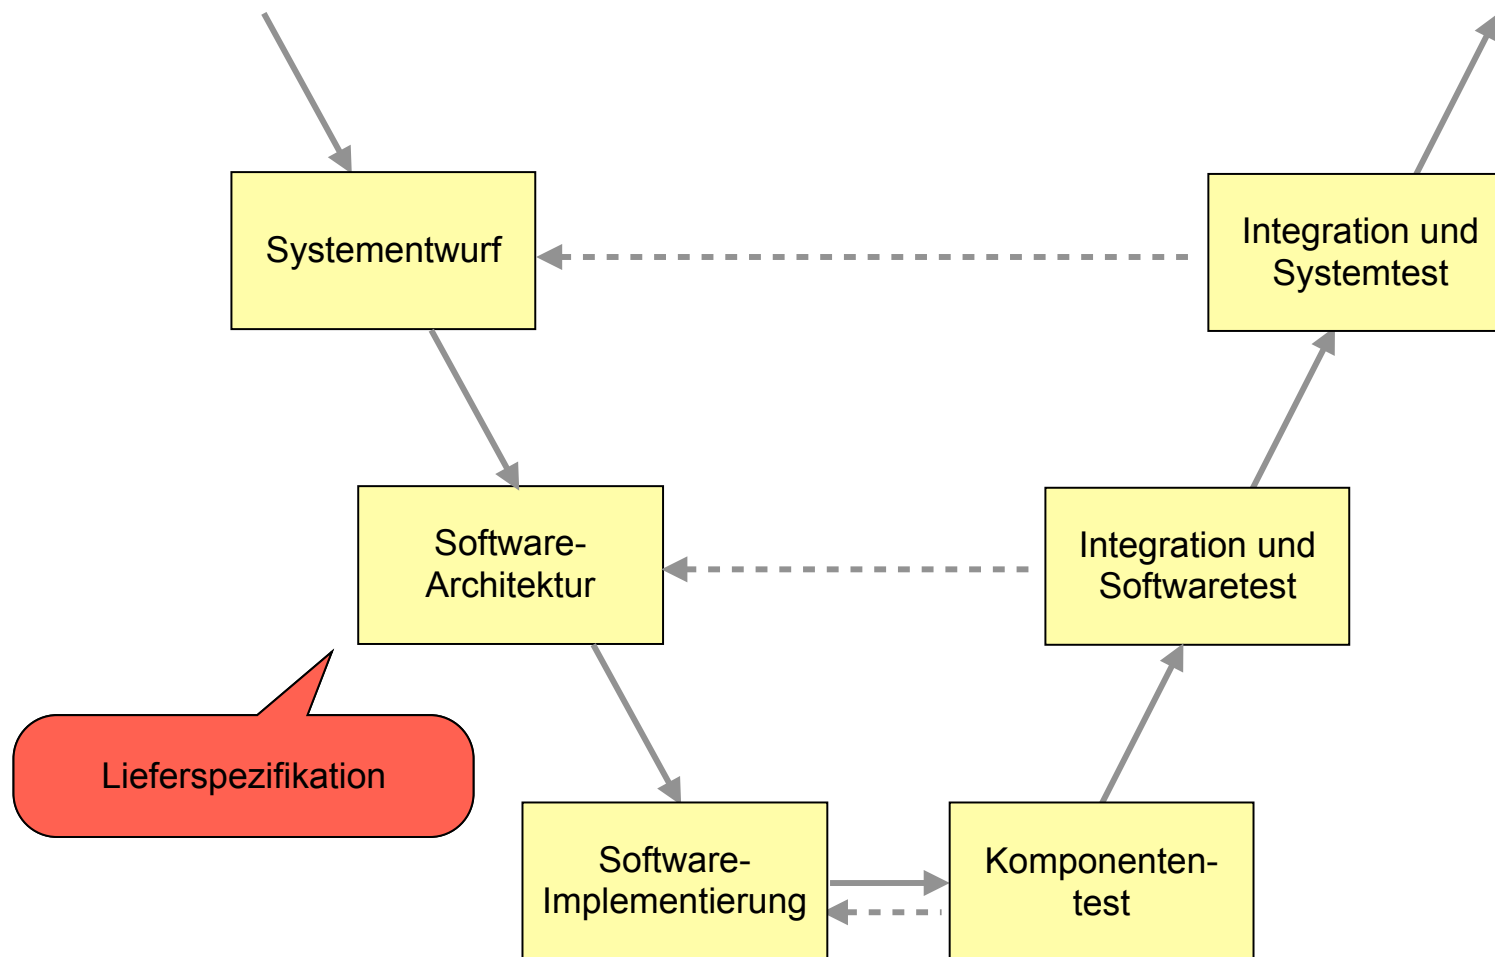 Systementwurf
Integration und
Systemtest
Software-
Architektur
Integration und
Softwaretest
Lieferspezifikation
Software-
Implementierung
Komponenten-
test